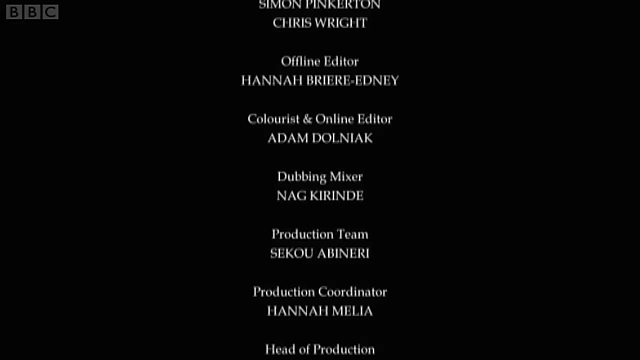 BBC
SIMON PINKERTON
CHRIS WRIGHT
Offline Editor
HANNAH BRIERE-EDNEY
Colourist & Online Editor
ADAM DOLNIAK
Dubbing Mixer
NAG KIRINDE
Production Team
SEKOU ABINERI
Production Coordinator
HANNAH MELIA
Head of Production